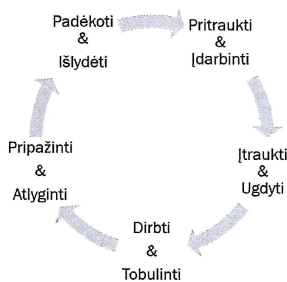 Padėkoti
&
Išlydėti
Pritraukti
&
Įdarbinti
Įtraukti
&
Ugdyti
Dirbti
&
Tobulinti
Pripažinti
&
Atlyginti